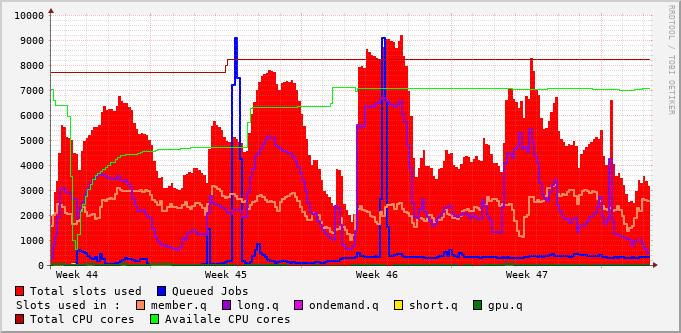 10000
9000
8000
7000
6000
5000
4000
3000
2000
1000
0
Week 44 Week 45 Week 46 Week 47
RRDTOOL / TOBI OETIKER
Total slots used Queued Jobs
Slots used in : member.q long.q ondemand.q short.q gpu.q
Total CPU cores Availale CPU cores